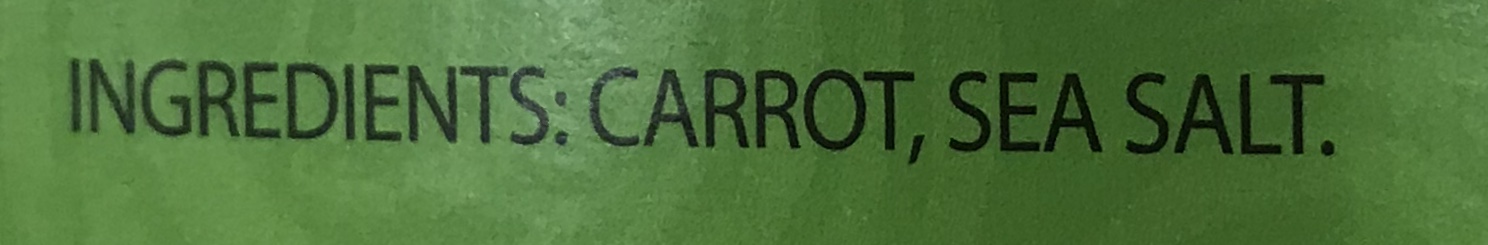 INGREDIENTS: CARROT, SEA SALT.